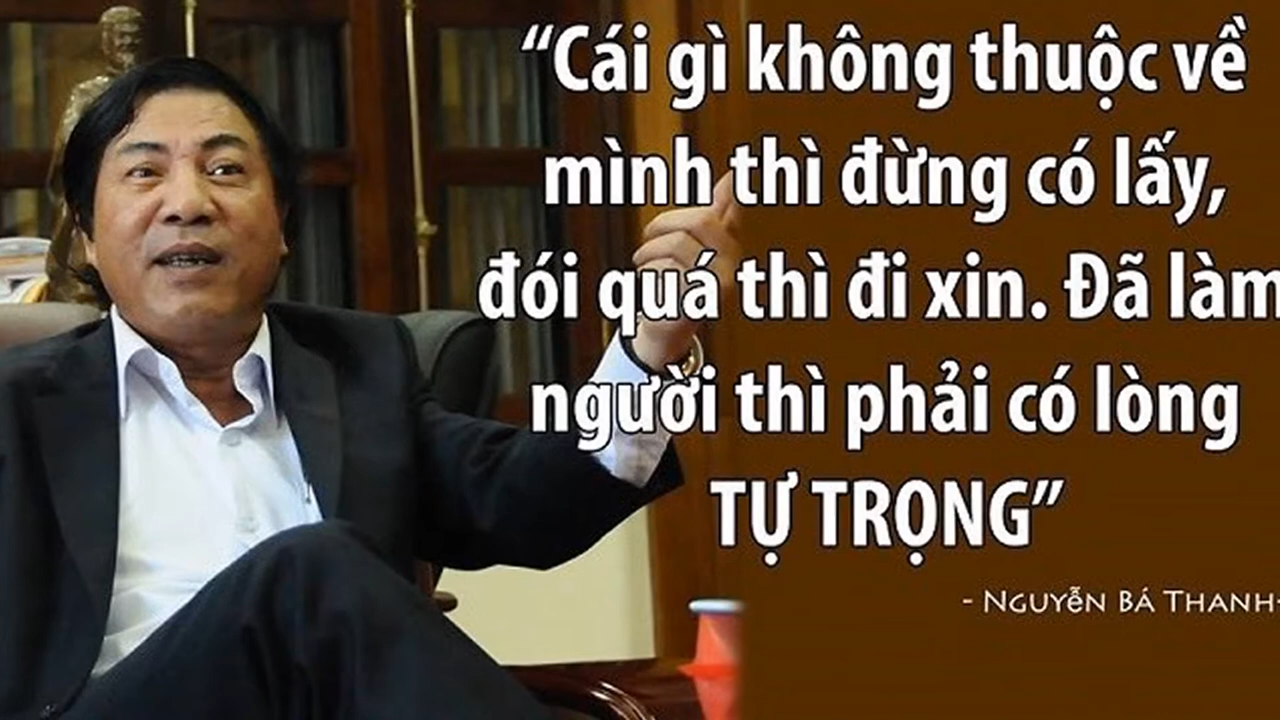 “Cái gì không thuộc về
mình thì đừng có lấy,
đói quá thì đi xin. Đã làm
người thì phải có lòng
TỰ TRỌNG”
- NGUYỄN BÁ THANH-